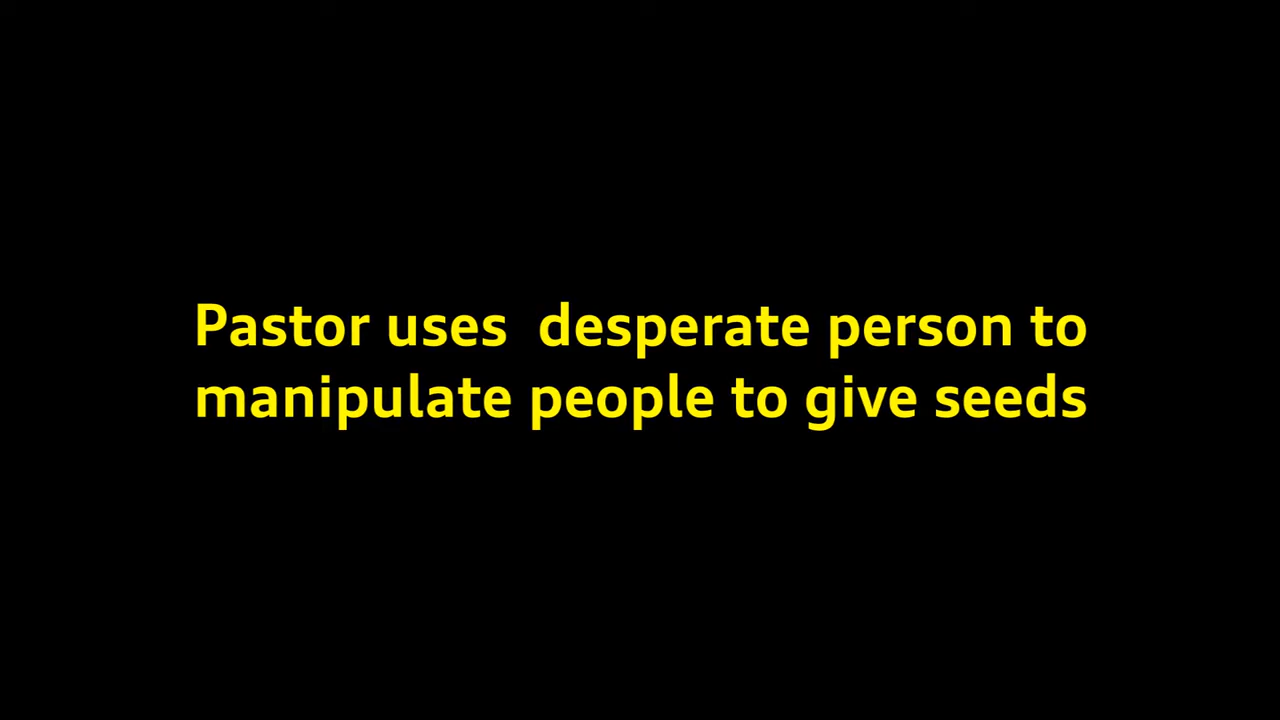 Pastor uses  desperate person to
manipulate people to give seeds